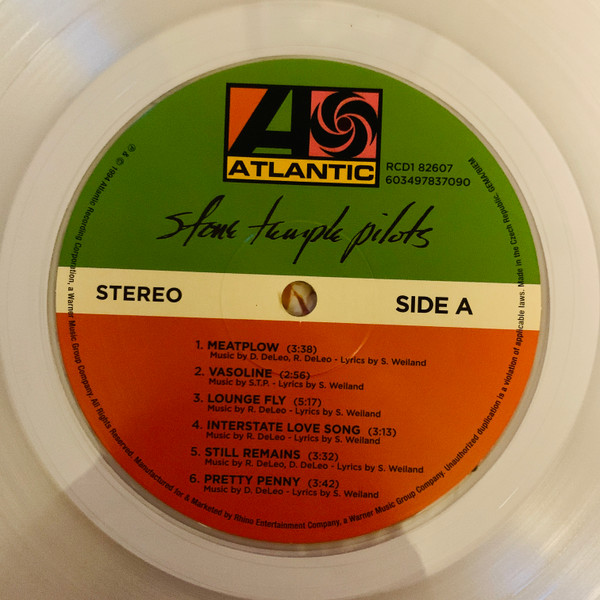 ATLANTIC
RCD1 82607
603497837090
stone temple pilots
STEREO
SIDE A
1. MEATPLOW (3:38)
Music by D. DeLeo, R. DeLeo - Lyrics by S. Weiland
2. VASOLINE (2:56)
Music by S.T.P. - Lyrics by S. Weiland
3. LOUNGE FLY (5:17)
Music by R. DeLeo - Lyrics by S. Weiland
4. INTERSTATE LOVE SONG (3:13)
Music by R. DeLeo - Lyrics by S. Weiland
5. STILL REMAINS (3:32)
Music by R. DeLeo, D. DeLeo - Lyrics by S. Weiland
6. PRETTY PENNY (3:42)
Music by D. DeLeo - Lyrics by S. Weiland
℗ © 1994 Atlantic Recording Corporation, a Warner Music Group Company. All Rights Reserved. Manufactured for & Marketed by Rhino Entertainment Company, a Warner Music Group Company. Unauthorized duplication is a violation of applicable laws. Made in the Czech Republic. GEMA/BIEM